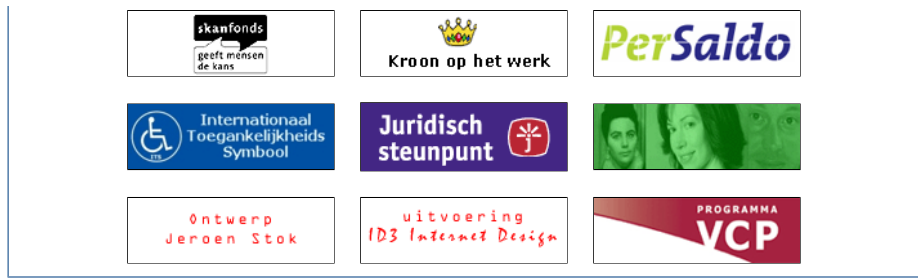 skanfonds
geeft mensen
de kans
Kroon op het werk
PerSaldo
Internationaal
Toegankelijkheids
Symbool
ITS
Juridisch
steunpunt
Ontwerp
Jeroen Stok
uitvoering
ID3 Internet Design
PROGRAMMA
VCP